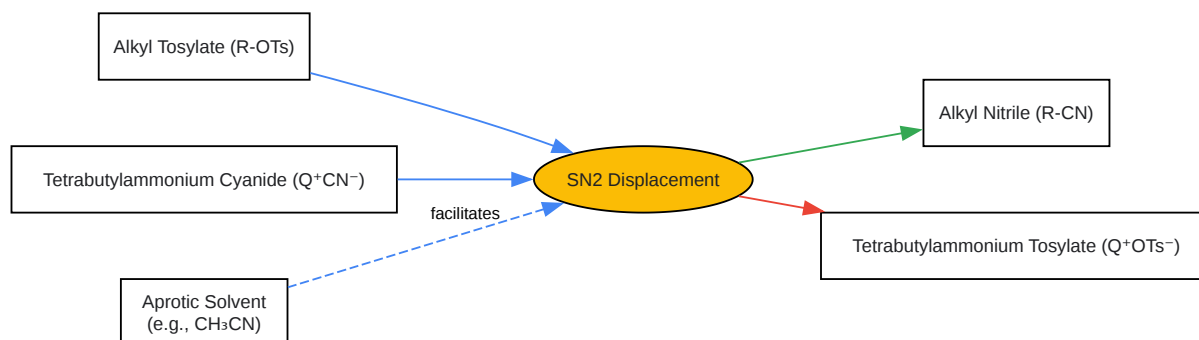 Alkyl Tosylate (R-OTs)
Alkyl Nitrile (R-CN)
Tetrabutylammonium Cyanide (Q⁺CN⁻)
SN2 Displacement
facilitates
Tetrabutylammonium Tosylate (Q⁺OTs⁻)
Aprotic Solvent
(e.g., CH₃CN)